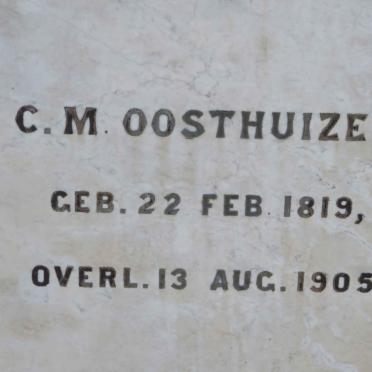 C. M. OOSTHUIZE
GEB. 22 FEB. 1819,
OVERL. 13 AUG. 1905